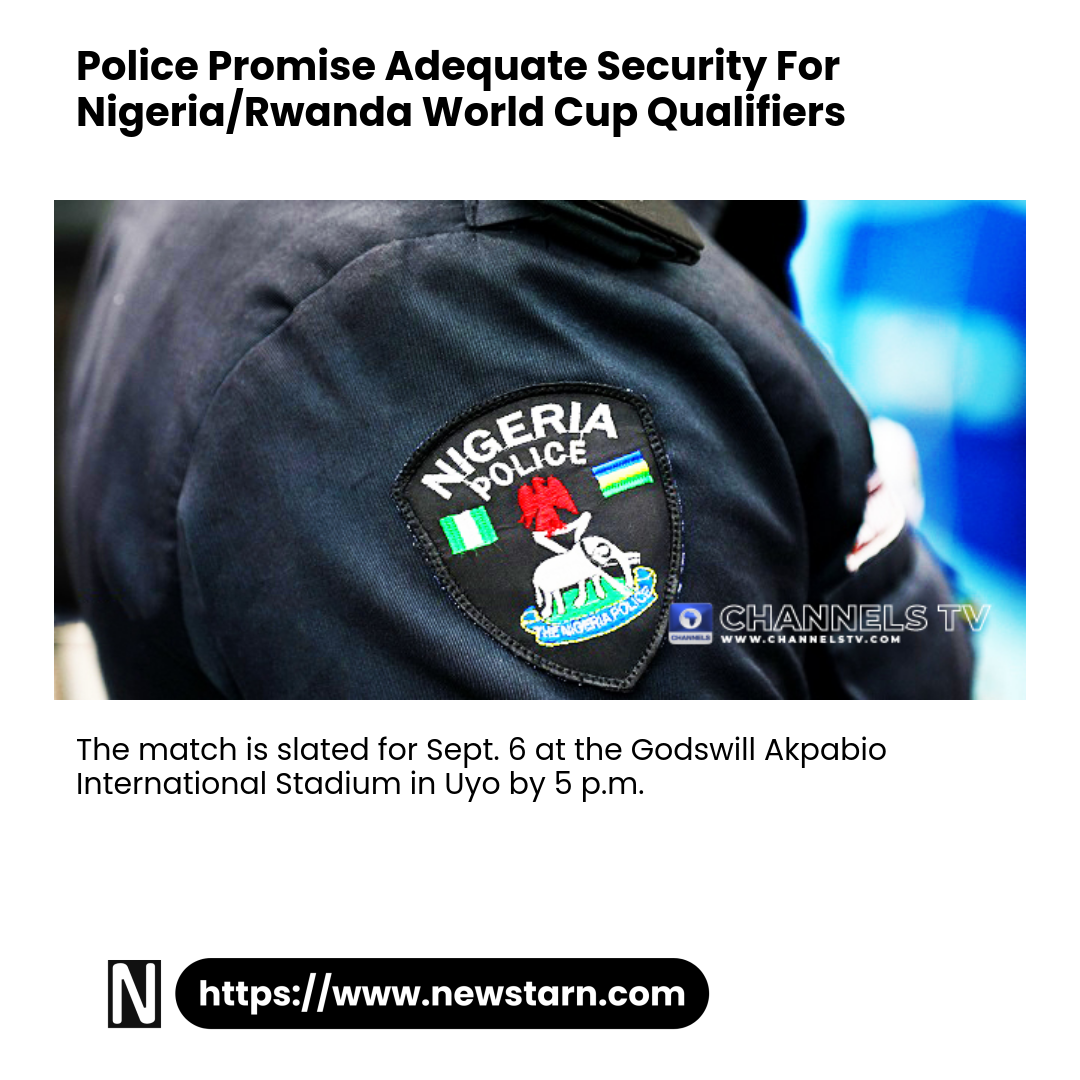 Police Promise Adequate Security For
Nigeria/Rwanda World Cup Qualifiers
NIGERIA
POLICE
THE NIGERIA POLICE
CHANNELS TV
CHANNELS
WWW.CHANNELSTV.COM
The match is slated for Sept. 6 at the Godswill Akpabio
International Stadium in Uyo by 5 p.m.
N
https://www.newstarn.com